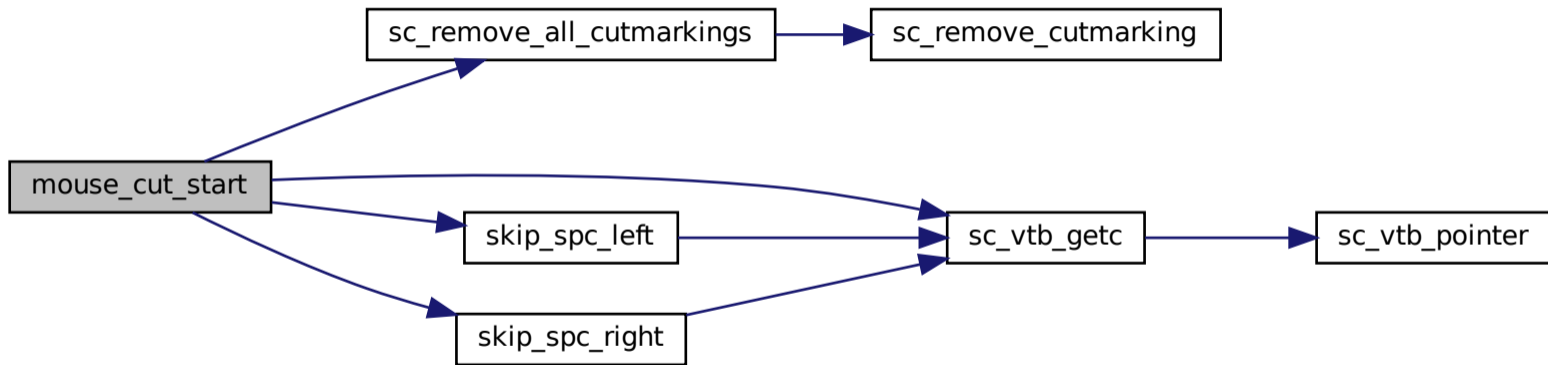 sc_remove_all_cutmarkings
sc_remove_cutmarking
mouse_cut_start
skip_spc_left
sc_vtb_getc
sc_vtb_pointer
skip_spc_right